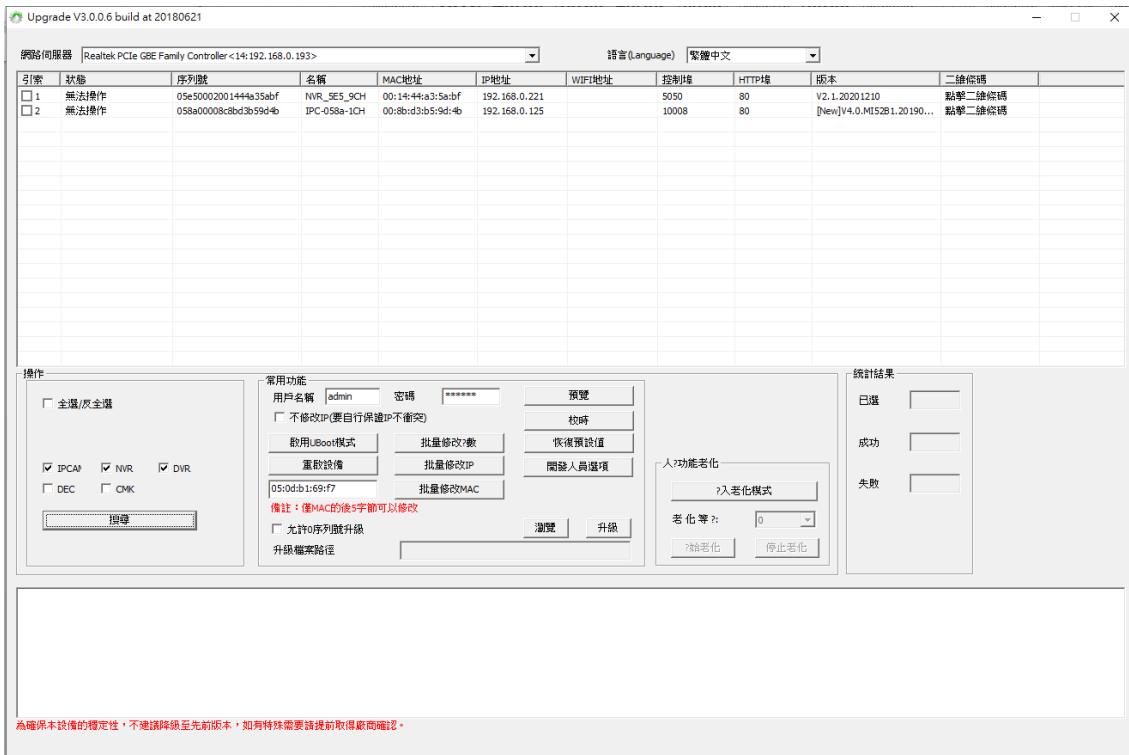 Upgrade V3.0.0.6 build at 20180621
網路伺服器 Realtek PCIe GBE Family Controller<14:192.168.0.193> 語言(Language) 繁體中文
引索 狀態 序列號 名稱 MAC地址 IP地址 WIFI地址 控制埠 HTTP埠 版本 二維條碼
1 無法操作 05e50002001444a35abf NVR_5E5_9CH 00:14:44:a3:5a:bf 192.168.0.221 5050 80 V2.1.20201210 點擊二維條碼
2 無法操作 058a00008c8bd3b59d4b IPC-058a-1CH 00:8b:d3:b5:9d:4b 192.168.0.125 10008 80 [New]V4.0.MI52B1.20190... 點擊二維條碼
操作
全選/反全選
IPCAM NVR DVR
DEC CMK
搜尋
常用功能
用戶名稱 admin 密碼 ****** 預覽
不修改IP(要自行保證IP不衝突) 校時
啟用UBoot模式 批量修改?數 恢復預設值
重啟設備 批量修改IP 開發人員選項
05:0d:b1:69:f7 批量修改MAC
備註：僅MAC的後5字節可以修改
允許0序列號升級 瀏覽 升級
升級檔案路徑
人?功能老化
?入老化模式
老化等?: 0
?始老化 停止老化
統計結果
已選
成功
失敗
為確保本設備的穩定性，不建議降級至先前版本，如有特殊需要請提前取得廠商確認。